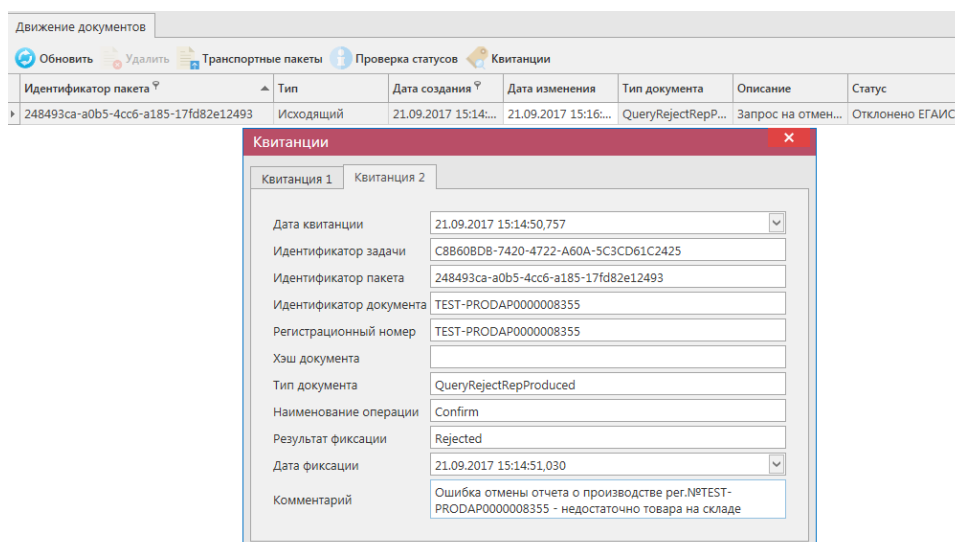 Движение документов
Обновить Удалить Транспортные пакеты Проверка статусов Квитанции
Идентификатор пакета Тип Дата создания Дата изменения Тип документа Описание Статус
248493ca-a0b5-4cc6-a185-17fd82e12493 Исходящий 21.09.2017 15:14:... 21.09.2017 15:16:... QueryRejectRepP... Запрос на отмен... Отклонено ЕГАИС
Квитанции
Квитанция 1 Квитанция 2
Дата квитанции 21.09.2017 15:14:50,757
Идентификатор задачи C8B60BDB-7420-4722-A60A-5C3CD61C2425
Идентификатор пакета 248493ca-a0b5-4cc6-a185-17fd82e12493
Идентификатор документа TEST-PRODAP0000008355
Регистрационный номер TEST-PRODAP0000008355
Хэш документа
Тип документа QueryRejectRepProduced
Наименование операции Confirm
Результат фиксации Rejected
Дата фиксации 21.09.2017 15:14:51,030
Комментарий Ошибка отмены отчета о производстве рег.№TEST-
PRODAP0000008355 - недостаточно товара на складе